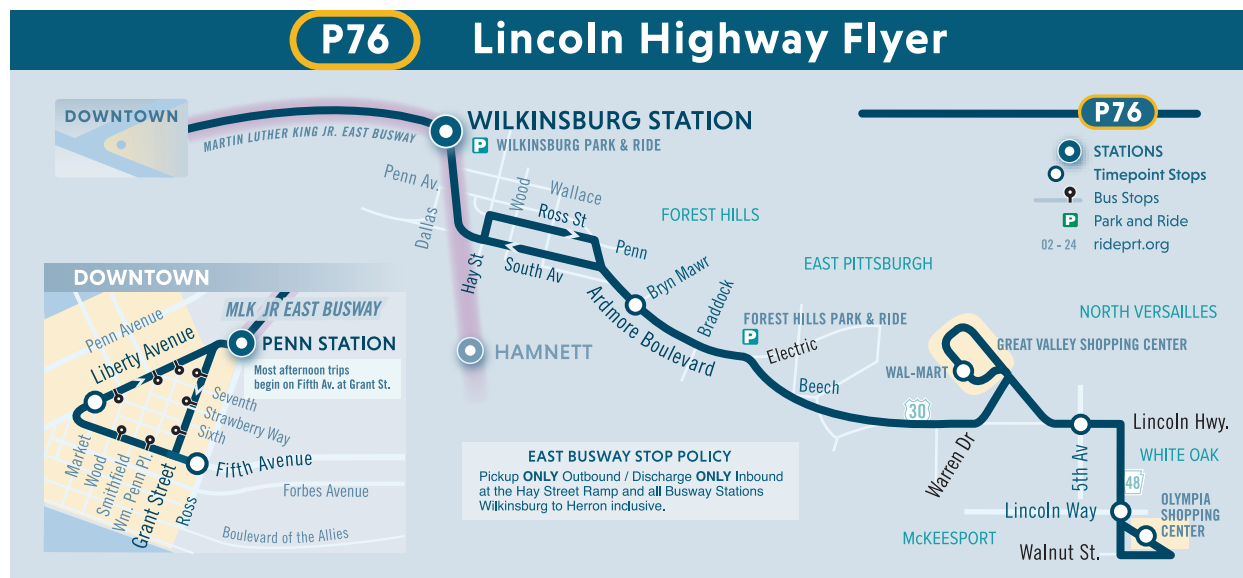 P76 Lincoln Highway Flyer
DOWNTOWN
MARTIN LUTHER KING JR. EAST BUSWAY
WILKINSBURG STATION
P WILKINSBURG PARK & RIDE
P76
STATIONS
Timepoint Stops
Bus Stops
P Park and Ride
02 - 24 rideprt.org
Penn Av.
Dallas
Wood
Wallace
Ross St
Penn
South Av
Hay St
FOREST HILLS
EAST PITTSBURGH
NORTH VERSAILLES
Bryn Mawr
Ardmore Boulevard
Braddock
FOREST HILLS PARK & RIDE
P
Electric
Beech
HAMNETT
GREAT VALLEY SHOPPING CENTER
WAL-MART
30
Warren Dr
Lincoln Hwy.
5th Av
WHITE OAK
48
Lincoln Way
OLYMPIA
SHOPPING
CENTER
McKEESPORT
Walnut St.
DOWNTOWN
MLK JR EAST BUSWAY
Penn Avenue
Liberty Avenue
PENN STATION
Most afternoon trips
begin on Fifth Av. at Grant St.
Seventh
Strawberry Way
Sixth
Market
Wood
Smithfield
Wm. Penn Pl.
Grant Street
Ross
Fifth Avenue
Forbes Avenue
Boulevard of the Allies
EAST BUSWAY STOP POLICY
Pickup ONLY Outbound / Discharge ONLY Inbound
at the Hay Street Ramp and all Busway Stations
Wilkinsburg to Herron inclusive.